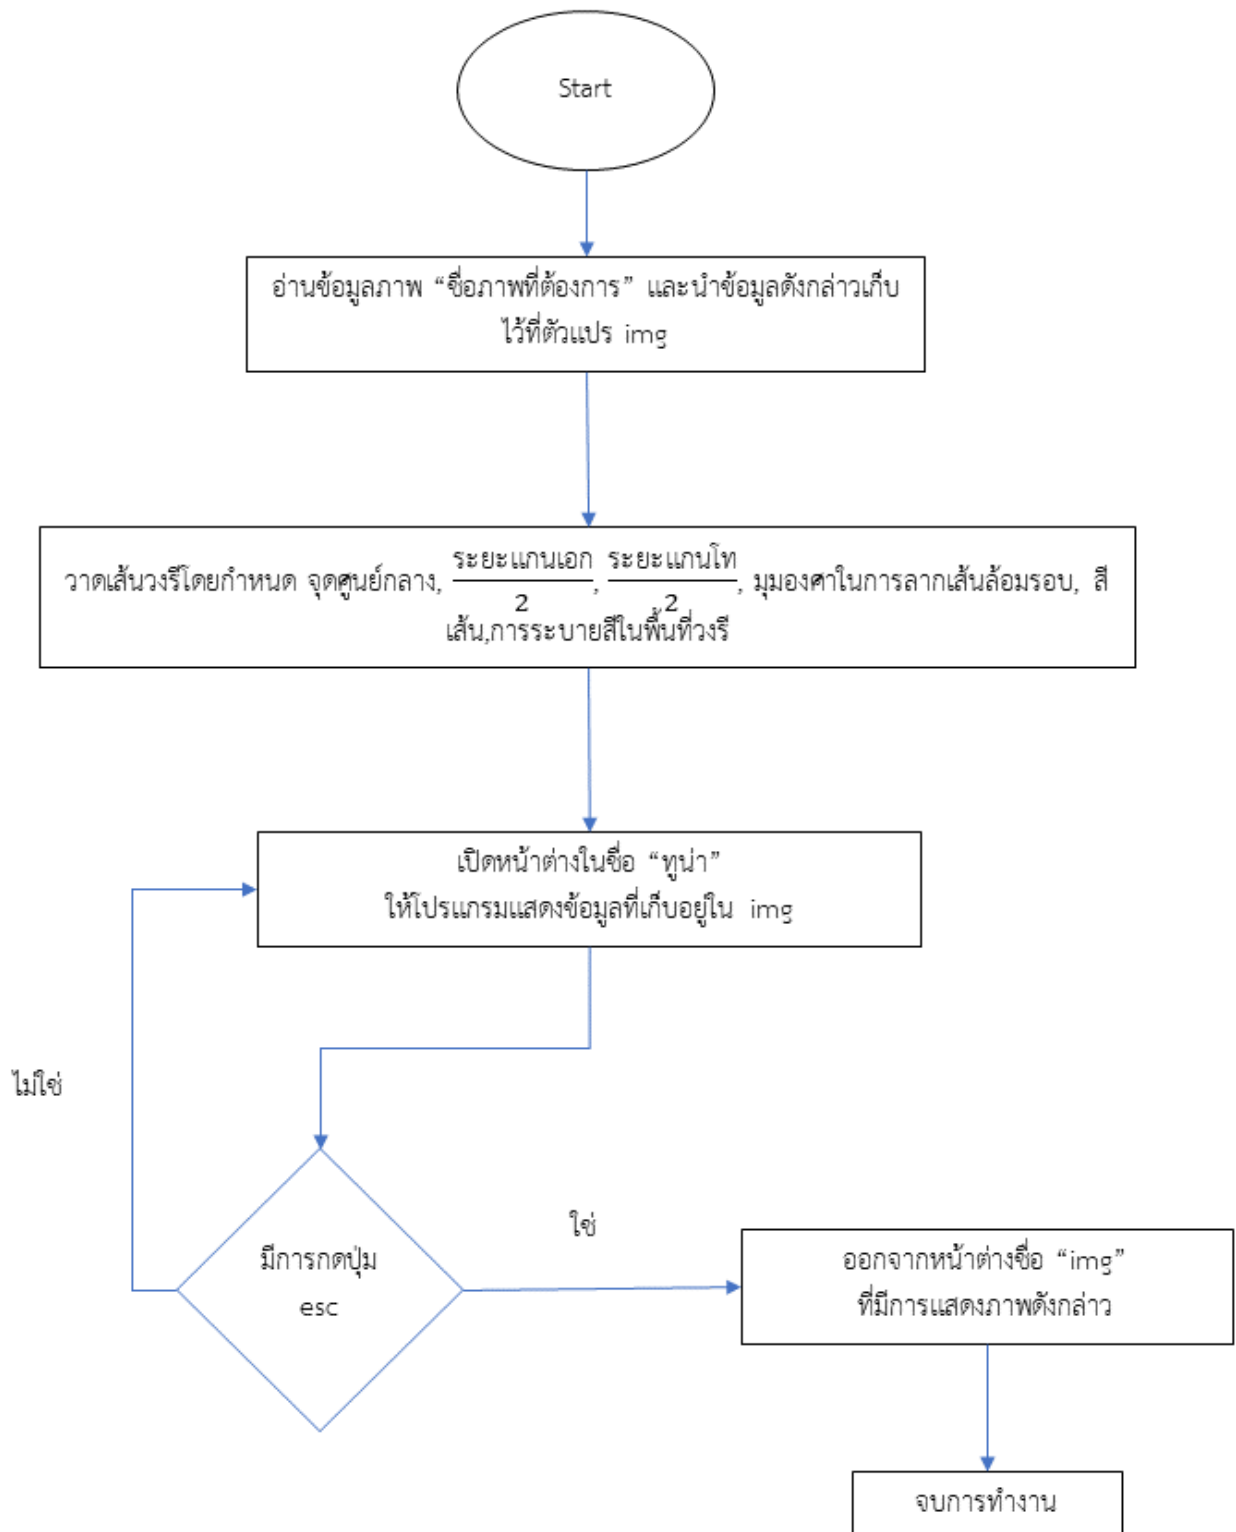 Start
อ่านข้อมูลภาพ “ชื่อภาพที่ต้องการ” และนำข้อมูลดังกล่าวเก็บ
ไว้ที่ตัวแปร img
วาดเส้นวงรีโดยกำหนด จุดศูนย์กลาง, ระยะแกนเอก/2, ระยะแกนโท/2, มุมองศาในการลากเส้นล้อมรอบ, สี
เส้น,การระบายสีในพื้นที่วงรี
เปิดหน้าต่างในชื่อ “ทูน่า”
ให้โปรแกรมแสดงข้อมูลที่เก็บอยู่ใน img
ไม่ใช่
มีการกดปุ่ม
esc
ใช่
ออกจากหน้าต่างชื่อ “img”
ที่มีการแสดงภาพดังกล่าว
จบการทำงาน